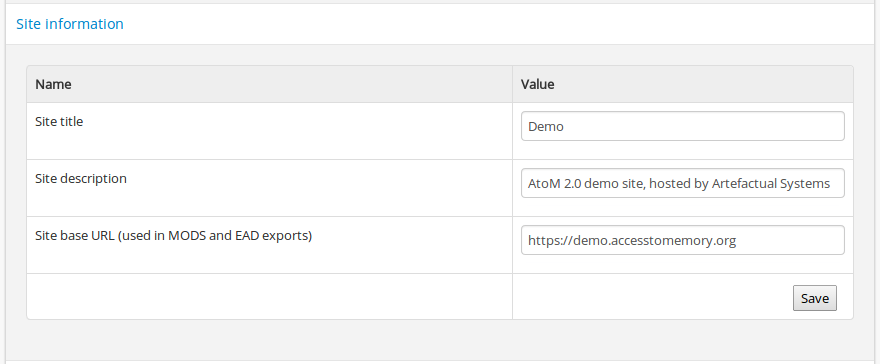 Site information
Name Value
Site title Demo
Site description AtoM 2.0 demo site, hosted by Artefactual Systems
Site base URL (used in MODS and EAD exports) https://demo.accesstomemory.org
Save